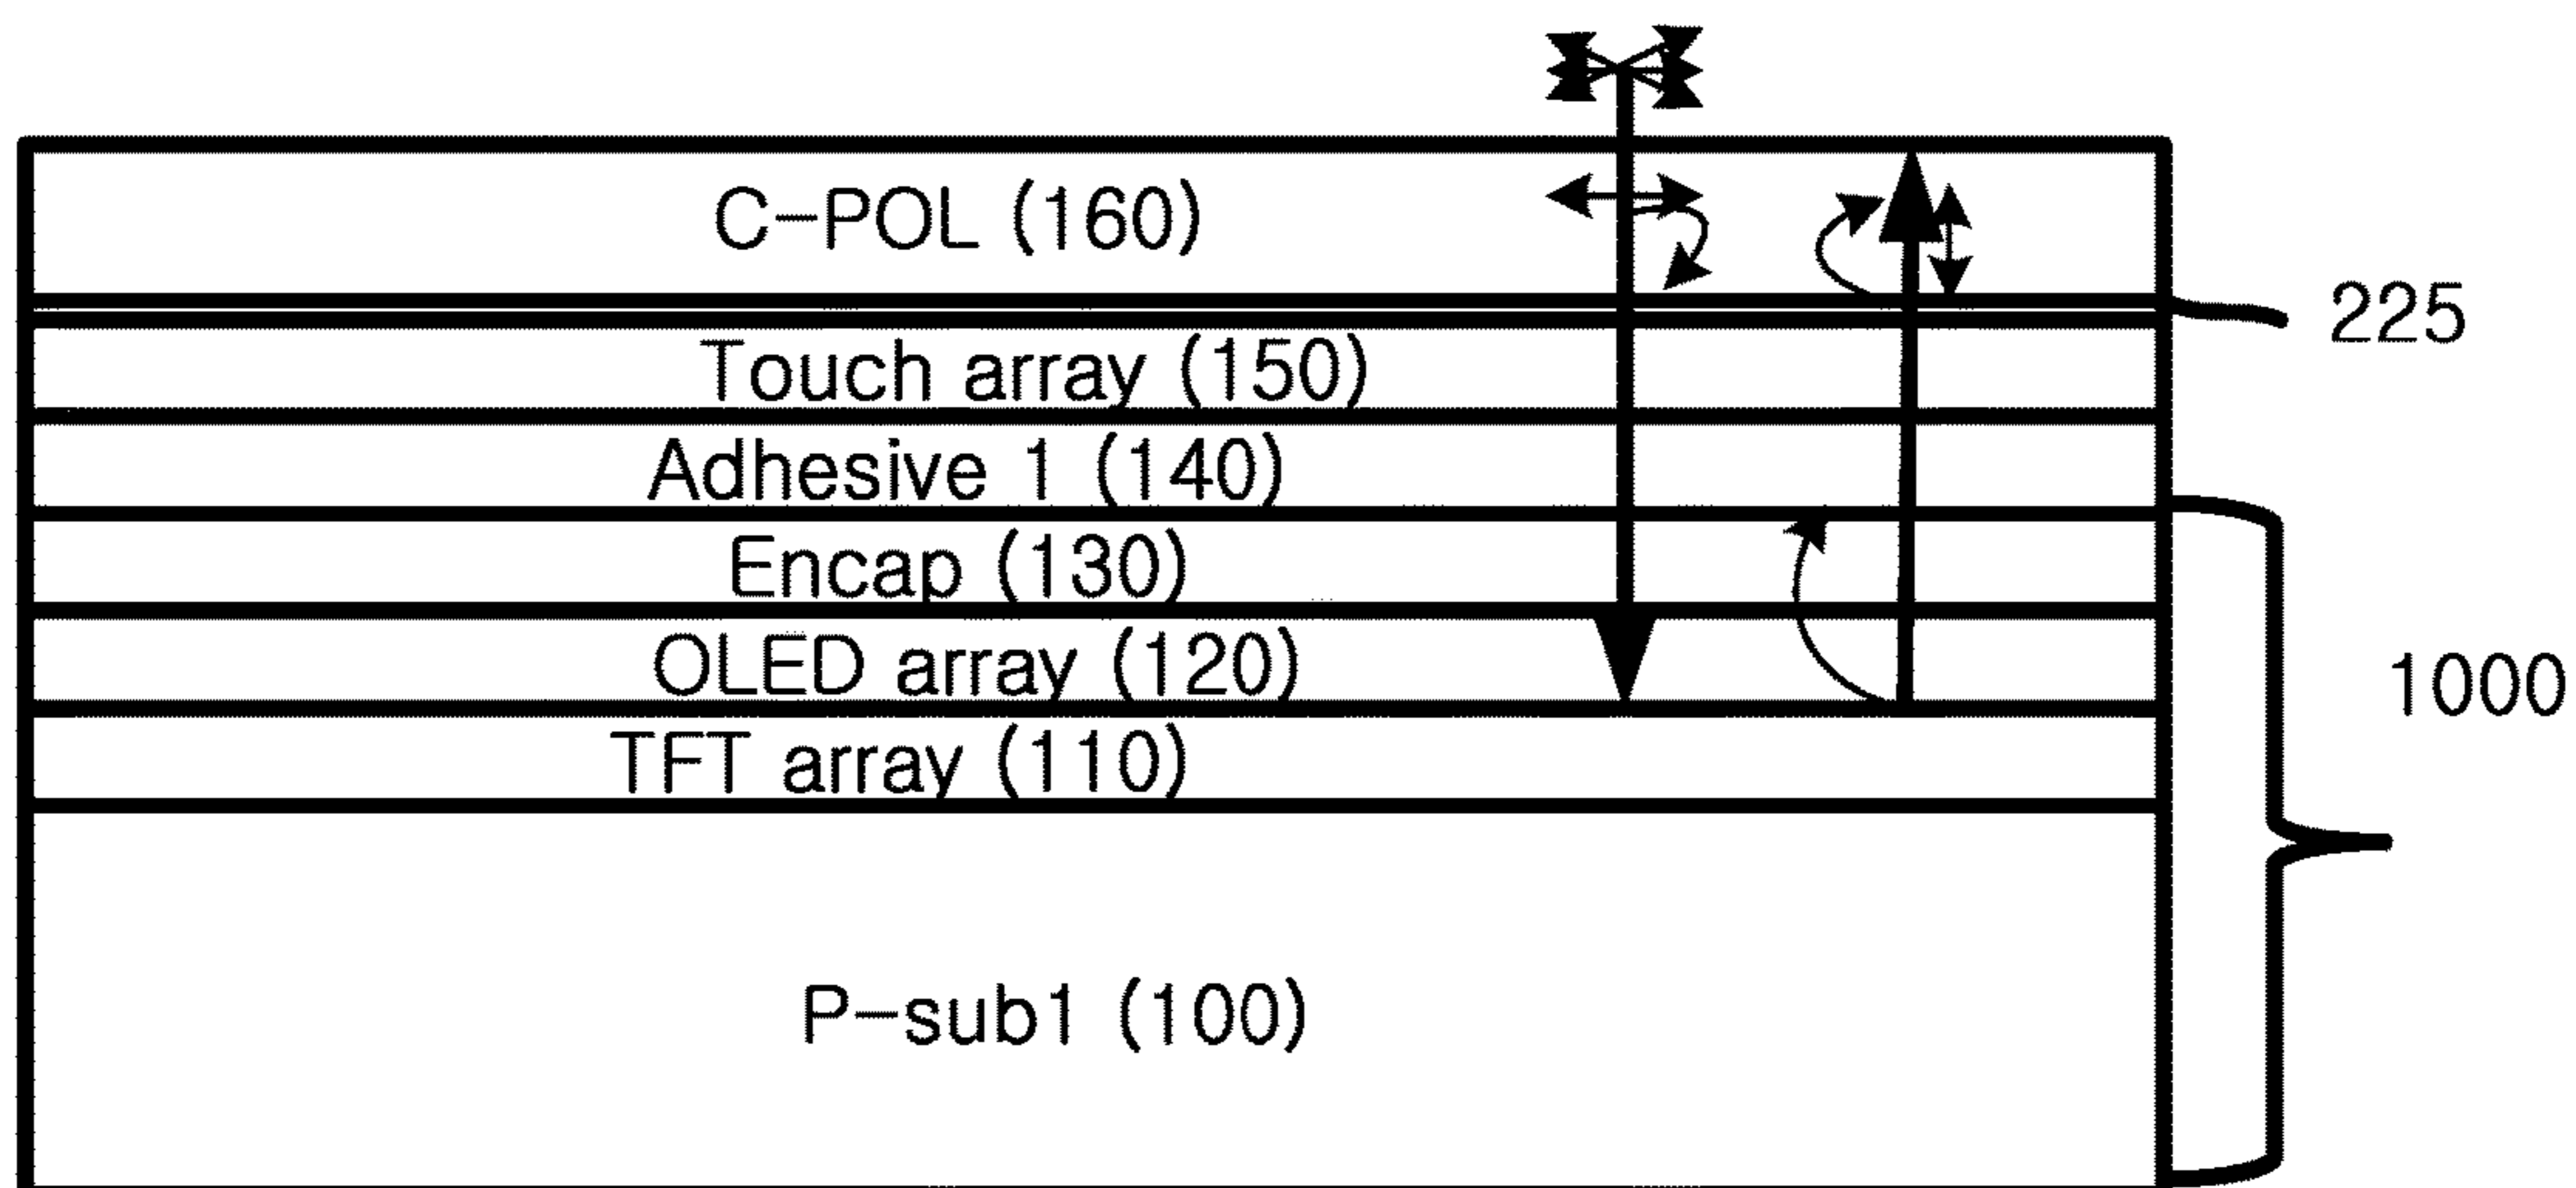 C-POL (160)
225
Touch array (150)
Adhesive 1 (140)
Encap (130)
OLED array (120)
1000
TFT array (110)
P-sub1 (100)